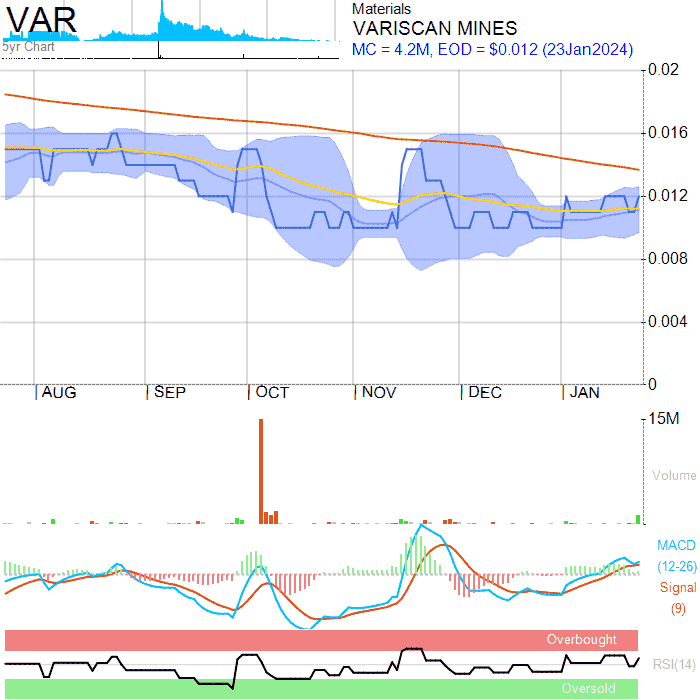 VAR
5yr Chart
Materials
VARISCAN MINES
MC = 4.2M, EOD = $0.012 (23Jan2024)
0.02
0.016
0.012
0.008
0.004
0
AUG SEP OCT NOV DEC JAN
15M
Volume
MACD
(12-26)
Signal
(9)
Overbought
RSI(14)
Oversold